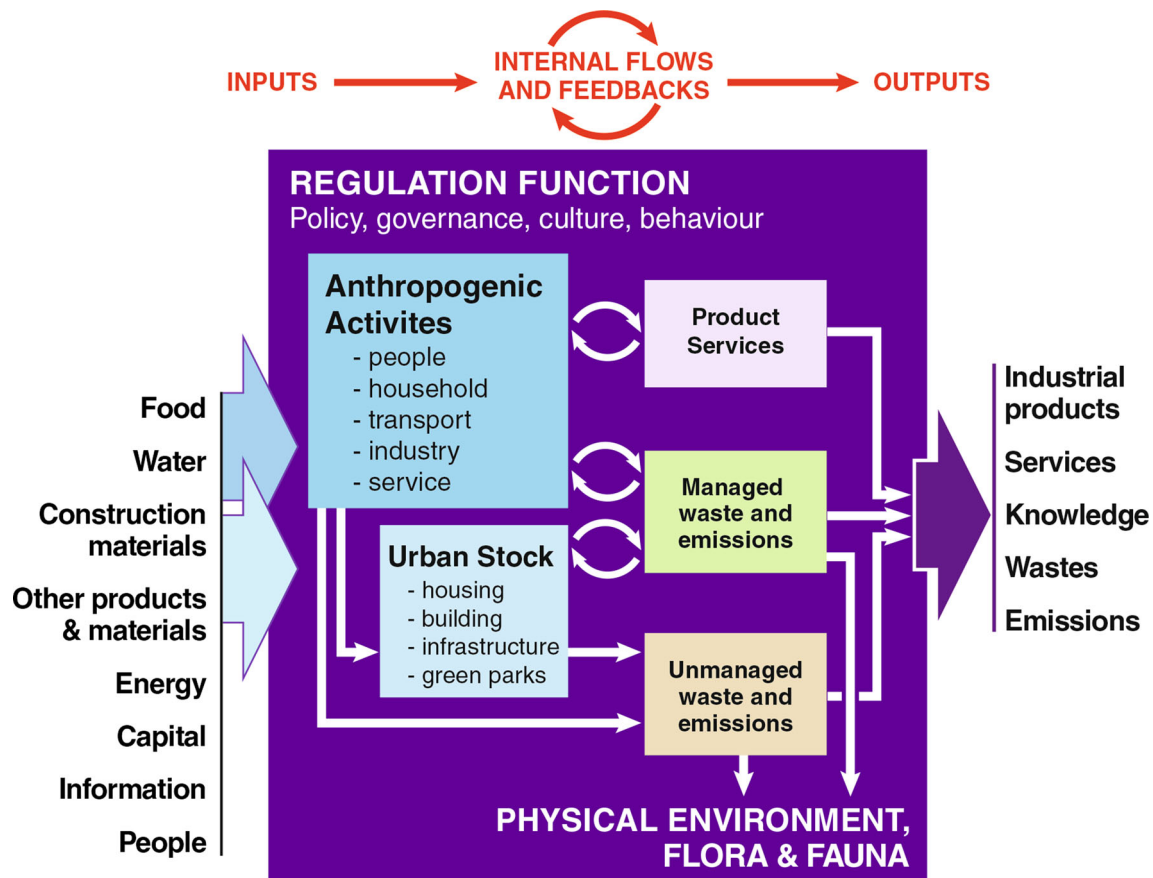 INPUTS
INTERNAL FLOWS
AND FEEDBACKS
OUTPUTS
REGULATION FUNCTION
Policy, governance, culture, behaviour
Anthropogenic
Activites
- people
- household
- transport
- industry
- service
Product
Services
Food
Water
Construction
materials
Other products
& materials
Energy
Capital
Information
People
Managed
waste and
emissions
Urban Stock
- housing
- building
- infrastructure
- green parks
Unmanaged
waste and
emissions
PHYSICAL ENVIRONMENT,
FLORA & FAUNA
Industrial
products
Services
Knowledge
Wastes
Emissions